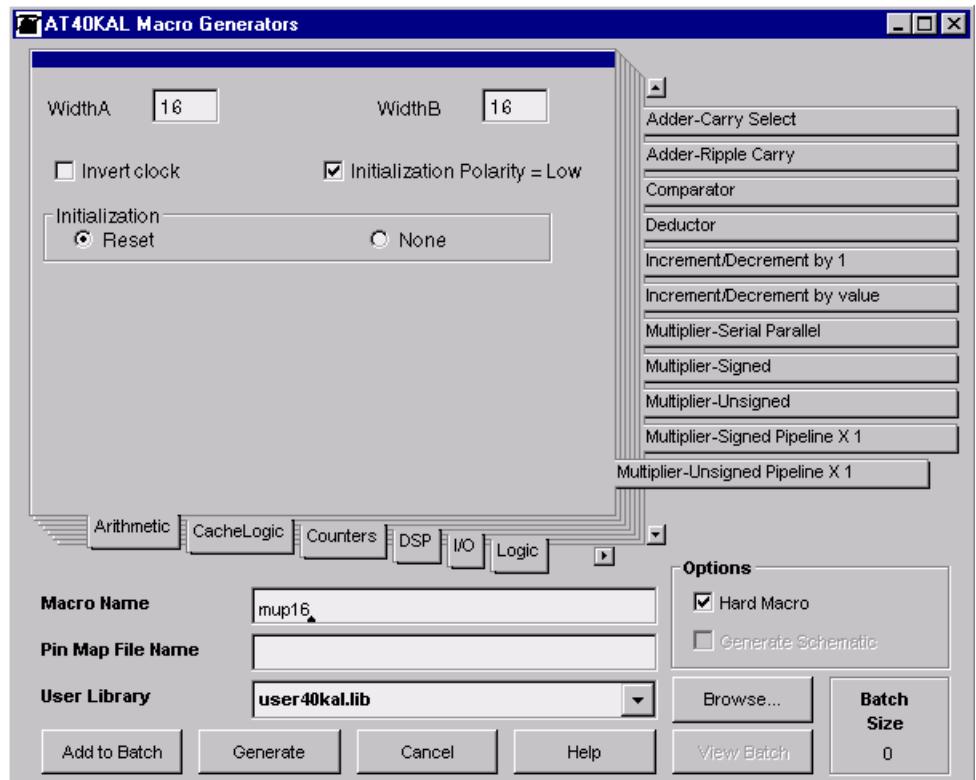 AT40KAL Macro Generators
WidthA 16 WidthB 16
Invert clock Initialization Polarity = Low
Initialization
Reset None
Adder-Carry Select
Adder-Ripple Carry
Comparator
Deductor
Increment/Decrement by 1
Increment/Decrement by value
Multiplier-Serial Parallel
Multiplier-Signed
Multiplier-Unsigned
Multiplier-Signed Pipeline X 1
Multiplier-Unsigned Pipeline X 1
Arithmetic CacheLogic Counters DSP I/O Logic
Macro Name mup16
Pin Map File Name
User Library user40kal.lib
Options
Hard Macro
Generate Schematic
Browse...
Batch
Size
0
Add to Batch Generate Cancel Help View Batch